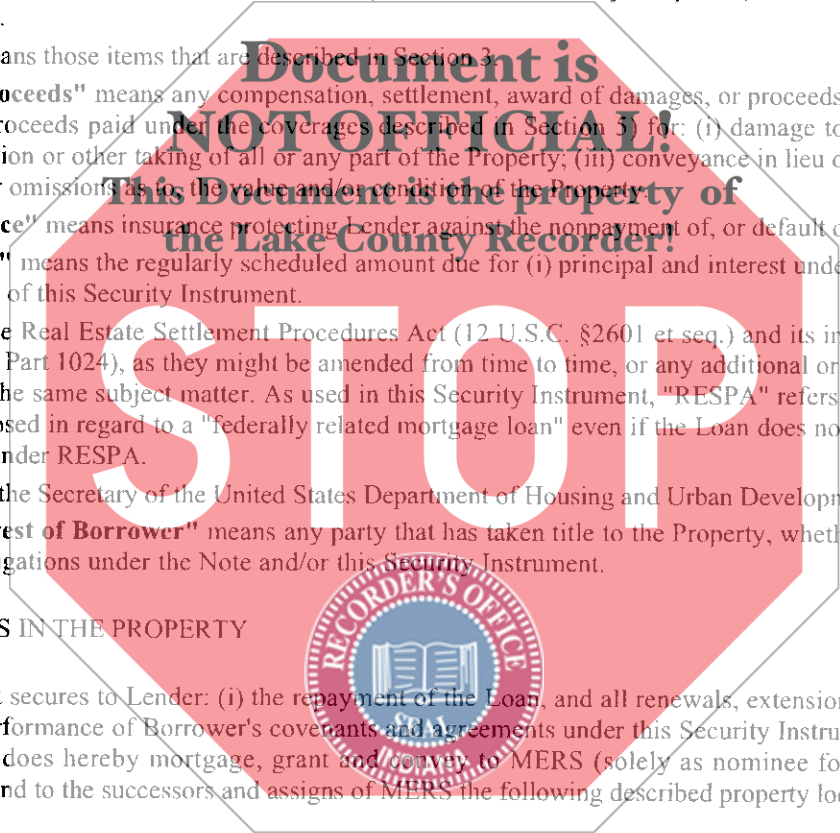 .
ans those items that are described in Section 3.
oceeds" means any compensation, settlement, award of damages, or proceeds
roceeds paid under the coverages described in Section 5) for: (i) damage to
ion or other taking of all or any part of the Property; (iii) conveyance in lieu o
r omissions as to, the value and/or condition of the Property.
ce" means insurance protecting Lender against the nonpayment of, or default o
" means the regularly scheduled amount due for (i) principal and interest unde
of this Security Instrument.
e Real Estate Settlement Procedures Act (12 U.S.C. §2601 et seq.) and its im
Part 1024), as they might be amended from time to time, or any additional or
he same subject matter. As used in this Security Instrument, "RESPA" refers
sed in regard to a "federally related mortgage loan" even if the Loan does no
nder RESPA.
the Secretary of the United States Department of Housing and Urban Developm
est of Borrower" means any party that has taken title to the Property, wheth
gations under the Note and/or this Security Instrument.
S IN THE PROPERTY
t secures to Lender: (i) the repayment of the Loan, and all renewals, extension
rformance of Borrower's covenants and agreements under this Security Instru
does hereby mortgage, grant and convey to MERS (solely as nominee fo
nd to the successors and assigns of MERS the following described property loc
Document is
NOT OFFICIAL!
This Document is the property of
the Lake County Recorder!
STOP
RECORDER'S OFFICE
SEAL
INDIANA